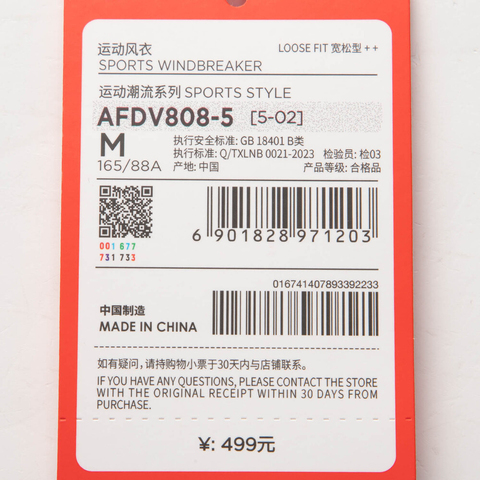 运动风衣
LOOSE FIT 宽松型 + +
SPORTS WINDBREAKER
运动潮流系列 SPORTS STYLE
AFDV808-5 [5-02]
M
165/88A
执行安全标准: GB 18401 B类
执行标准: Q/TXLNB 0021-2023 检验员: 检03
产地: 中国 产品等级: 合格品
001 677
731 733
6 901828 971203
016741407893392233
中国制造
MADE IN CHINA
如有疑问，请持购物小票于30天内与店铺联系。
IF YOU HAVE ANY QUESTIONS, PLEASE CONTACT THE STORE
WITH THE ORIGINAL RECEIPT WITHIN 30 DAYS FROM
PURCHASE.
¥: 499元